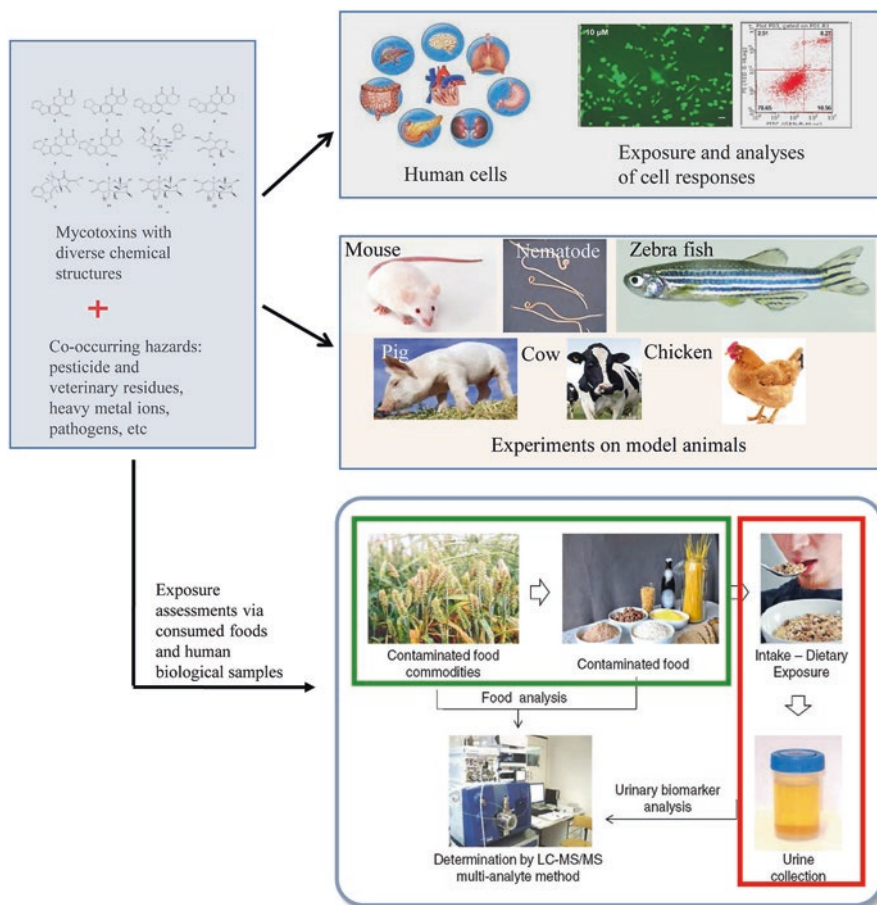 Mycotoxins with
diverse chemical
structures
+
Co-occurring hazards:
pesticide and
veterinary residues,
heavy metal ions,
pathogens, etc
Human cells
10 μM
Exposure and analyses
of cell responses
Mouse
Nematode
Zebra fish
Pig
Cow
Chicken
Experiments on model animals
Exposure
assessments via
consumed foods
and human
biological samples
Contaminated food
commodities
Contaminated food
Intake – Dietary
Exposure
Food analysis
Urinary biomarker
analysis
Determination by LC-MS/MS
multi-analyte method
Urine
collection